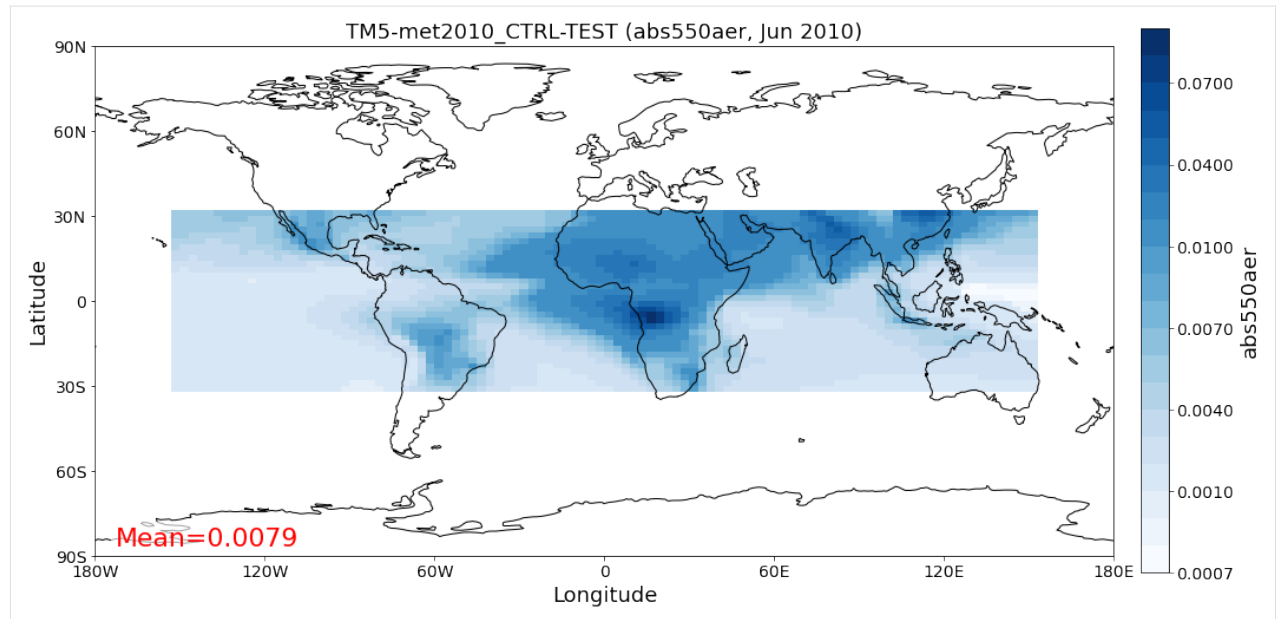 TM5-met2010_CTRL-TEST (abs550aer, Jun 2010)
90N
60N
30N
0
30S
60S
90S
Latitude
Mean=0.0079
180W
120W
60W
0
60E
120E
180E
Longitude
0.0700
0.0400
0.0100
0.0070
0.0040
0.0010
0.0007
abs550aer